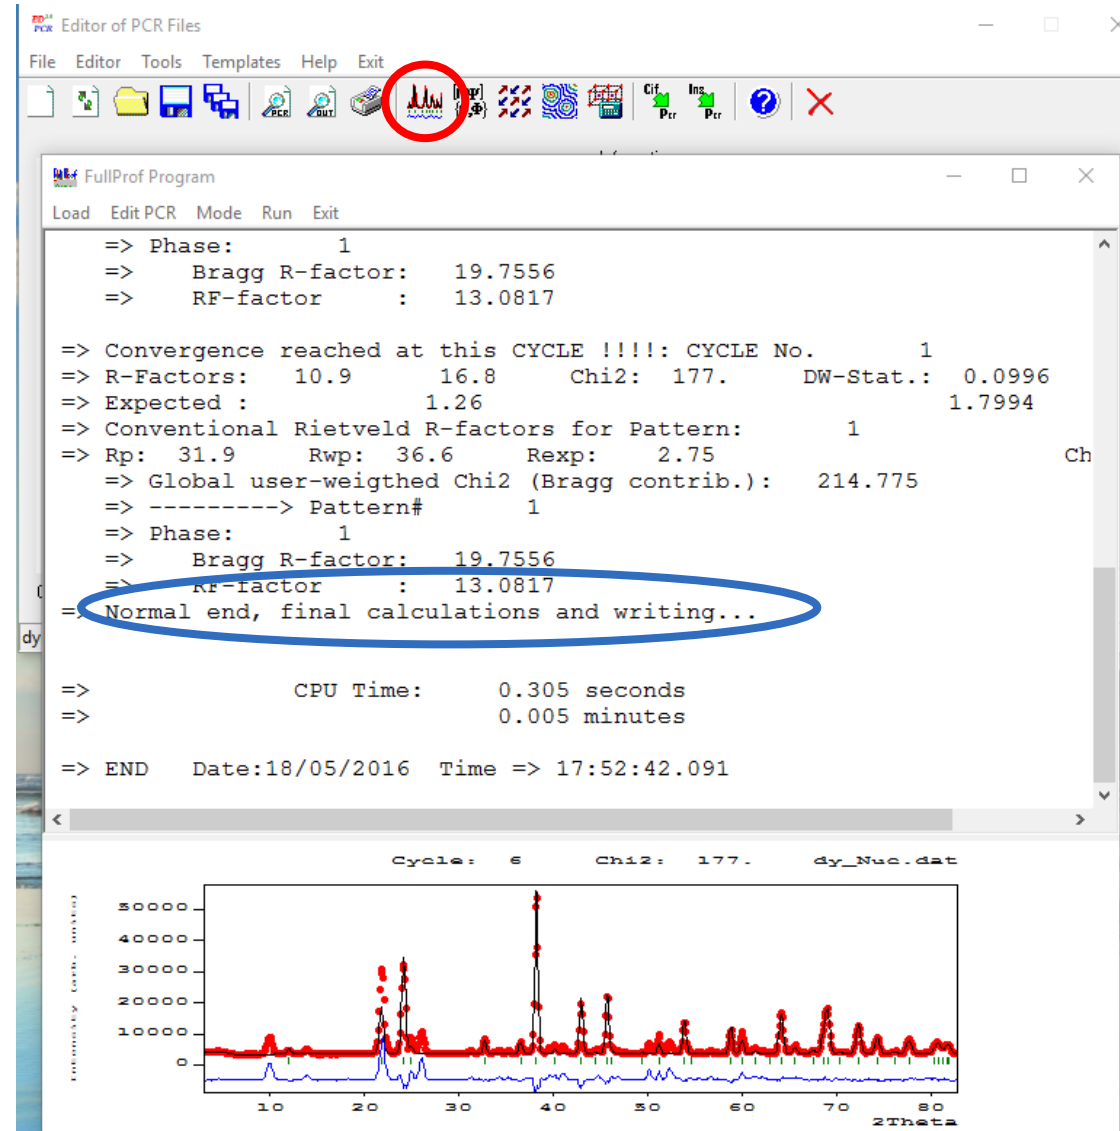 Editor of PCR Files
File Editor Tools Templates Help Exit
FullProf Program
Load Edit PCR Mode Run Exit
=> Phase: 1
=> Bragg R-factor: 19.7556
=> RF-factor : 13.0817
=> Convergence reached at this CYCLE !!!!: CYCLE No. 1
=> R-Factors: 10.9 16.8 Chi2: 177. DW-Stat.: 0.0996
=> Expected : 1.26 1.7994
=> Conventional Rietveld R-factors for Pattern: 1
=> Rp: 31.9 Rwp: 36.6 Rexp: 2.75 Ch
=> Global user-weigthed Chi2 (Bragg contrib.): 214.775
=> ---------> Pattern# 1
=> Phase: 1
=> Bragg R-factor: 19.7556
=> RF-factor : 13.0817
=> Normal end, final calculations and writing...
dy
=> CPU Time: 0.305 seconds
=> 0.005 minutes
=> END Date:18/05/2016 Time => 17:52:42.091
Cycle: 6 Chi2: 177. dy_Nuc.dat
Intensity (arb. units)
50000
40000
30000
20000
10000
0
10 20 30 40 50 60 70 80
2Theta